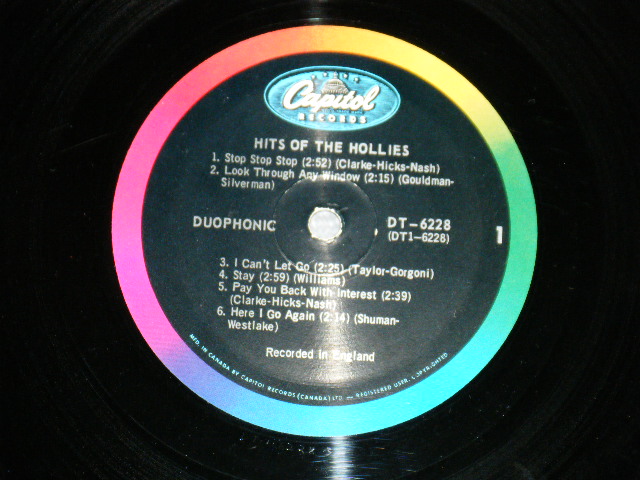 Capitol
RECORDS
HITS OF THE HOLLIES
1. Stop Stop Stop (2:52) (Clarke-Hicks-Nash)
2. Look Through Any Window (2:15) (Gouldman-
Silverman)
DUOPHONIC
DT-6228
(DT1-6228)
1
3. I Can't Let Go (2:25) (Taylor-Gorgoni)
4. Stay (2:59) (Williams)
5. Pay You Back With Interest (2:39)
(Clarke-Hicks-Nash)
6. Here I Go Again (2:14) (Shuman-
Westlake)
Recorded In England
MFD. IN CANADA BY CAPITOL RECORDS (CANADA) LTD. — REGISTERED USER. COPYRIGHTED